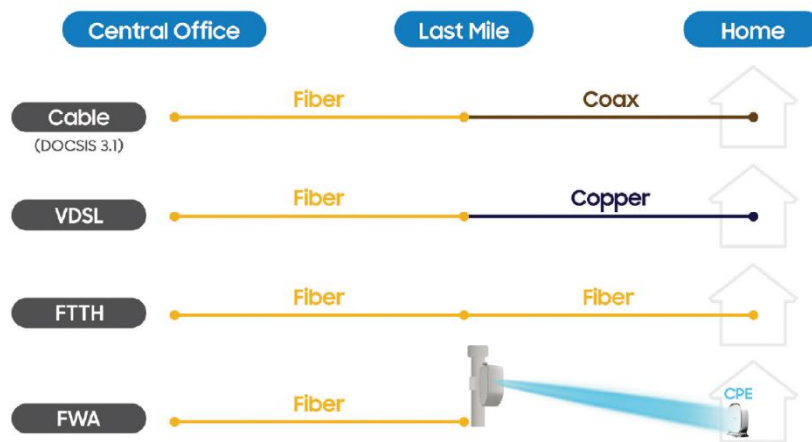 Central Office
Last Mile
Home
Fiber
Coax
Cable
(DOCSIS 3.1)
Fiber
Copper
VDSL
Fiber
Fiber
FTTH
CPE
Fiber
FWA